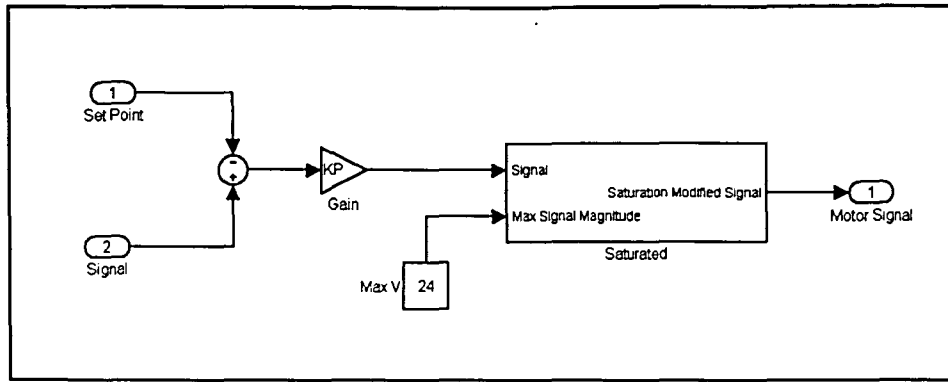 1
Set Point
-
+
2
Signal
KP
Gain
Max V 24
Signal
Max Signal Magnitude
Saturation Modified Signal
Saturated
1
Motor Signal